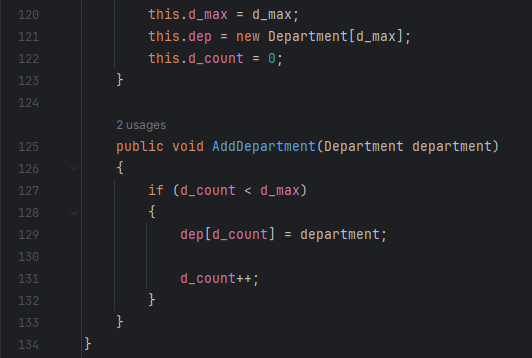 120 this.d_max = d_max;
121 this.dep = new Department[d_max];
122 this.d_count = 0;
123 }
124
2 usages
125 public void AddDepartment(Department department)
126 {
127 if (d_count < d_max)
128 {
129 dep[d_count] = department;
130
131 d_count++;
132 }
133 }
134 }